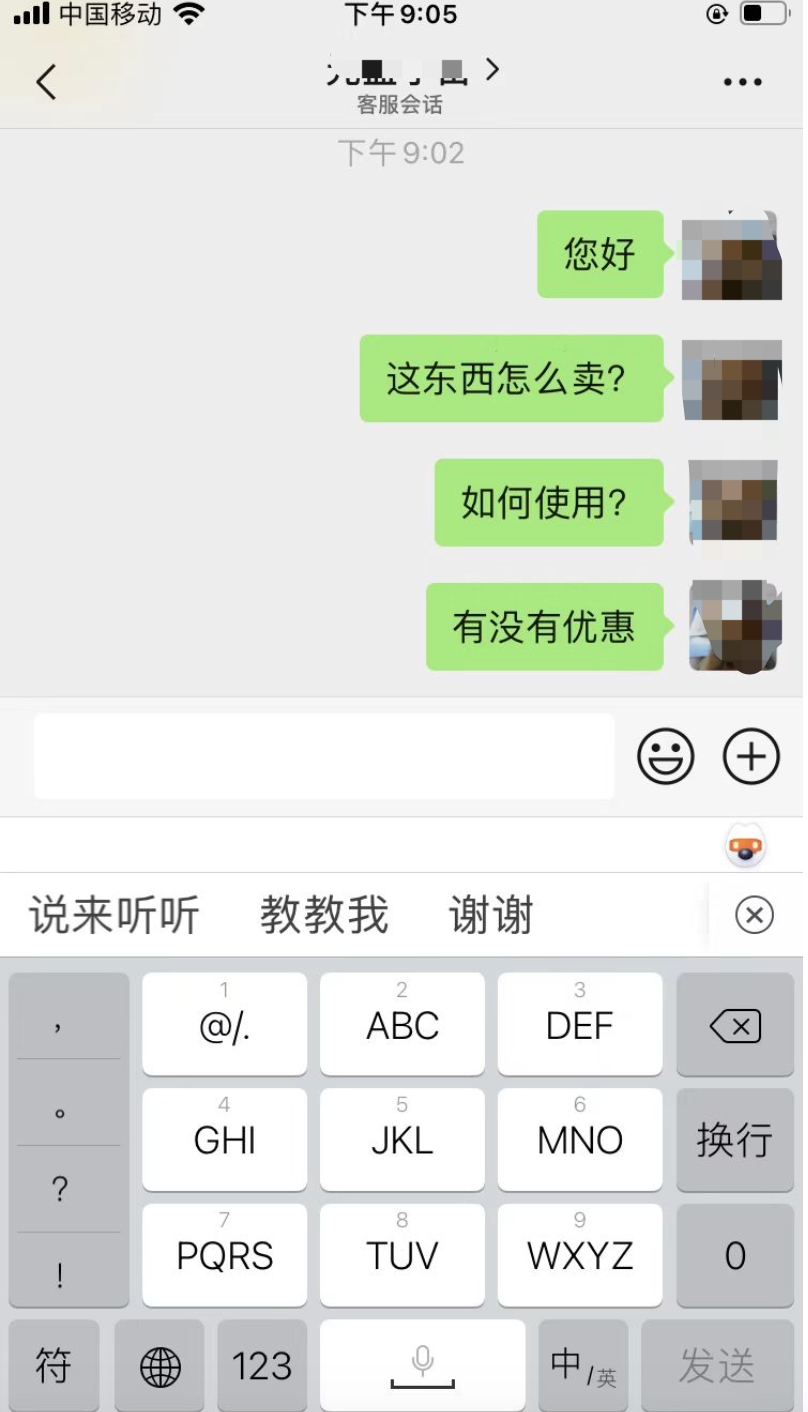 中国移动
下午9:05
客服会话
下午9:02
您好
这东西怎么卖?
如何使用?
有没有优惠
说来听听 教教我 谢谢
, 1 @/. 2 ABC 3 DEF
。 4 GHI 5 JKL 6 MNO 换行
? 7 PQRS 8 TUV 9 WXYZ 0
!
符 123 中/英 发送